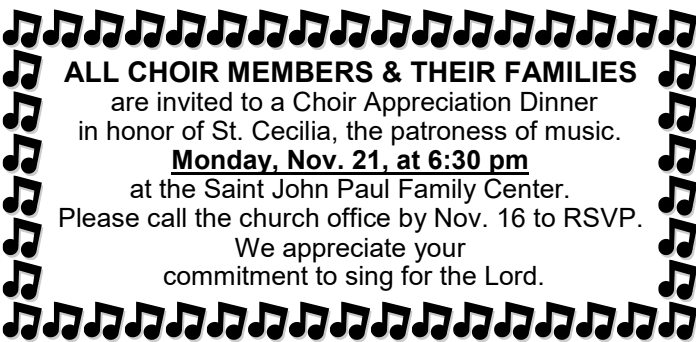 ALL CHOIR MEMBERS & THEIR FAMILIES
are invited to a Choir Appreciation Dinner
in honor of St. Cecilia, the patroness of music.
Monday, Nov. 21, at 6:30 pm
at the Saint John Paul Family Center.
Please call the church office by Nov. 16 to RSVP.
We appreciate your
commitment to sing for the Lord.